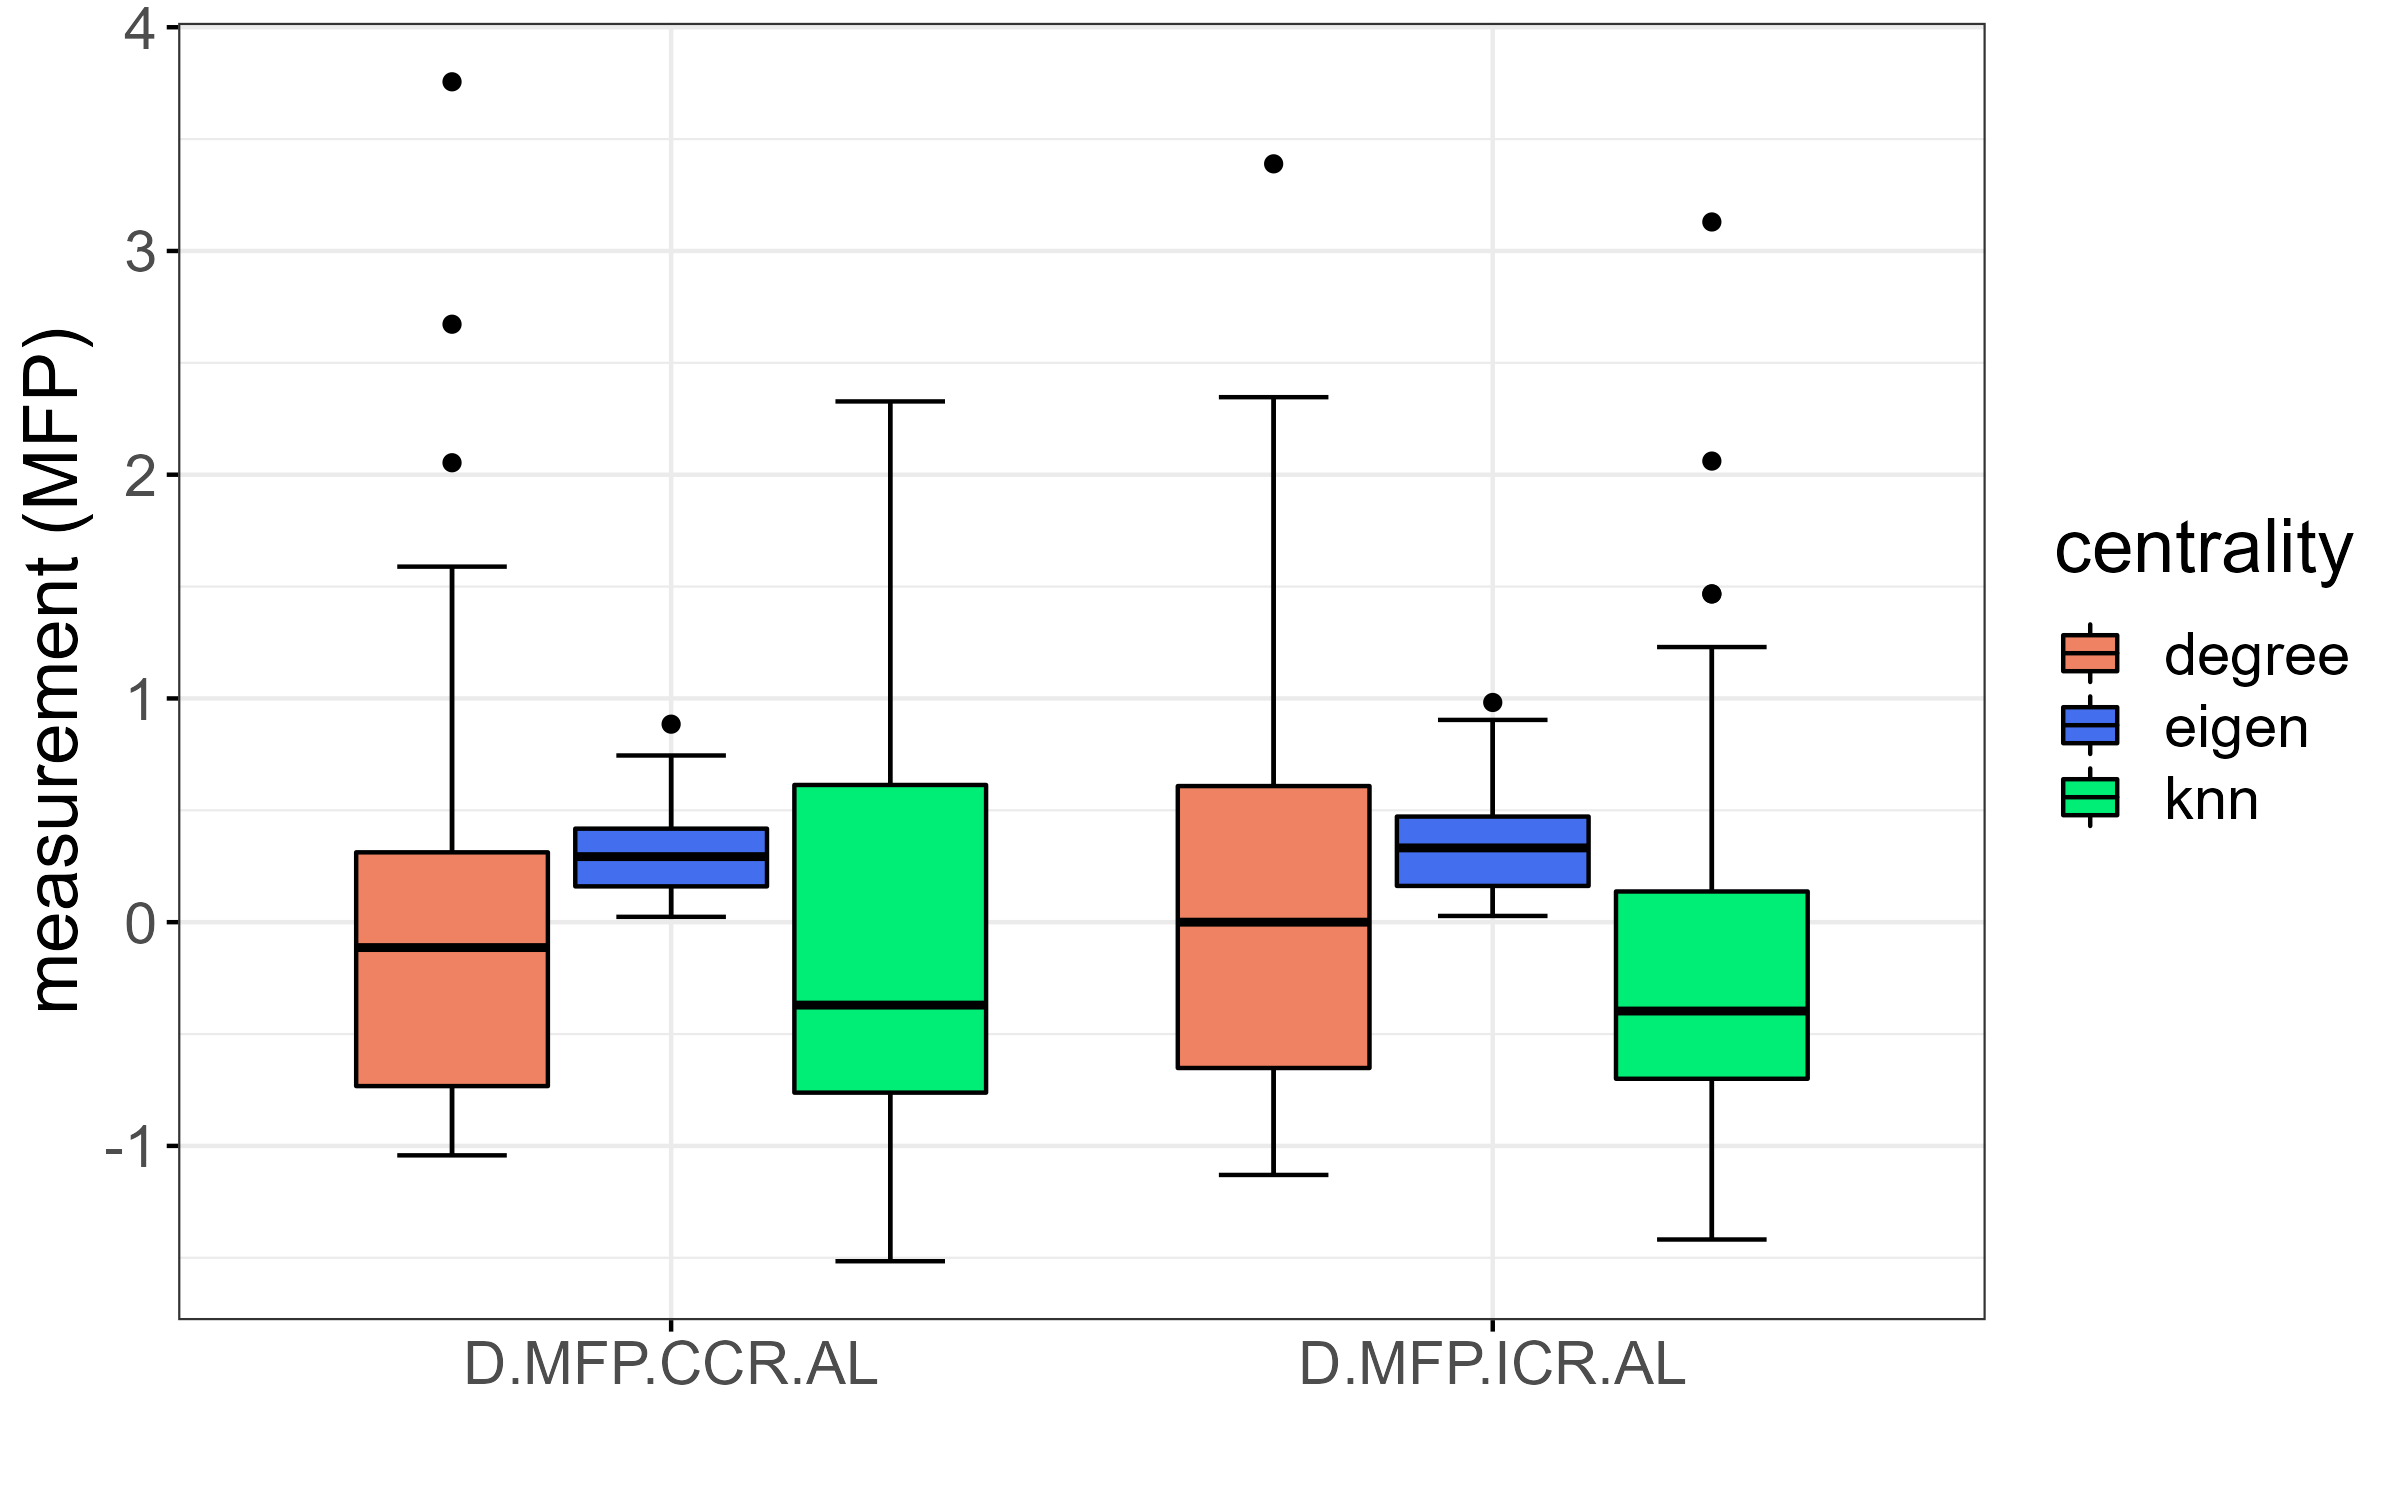 measurement (MFP)
4
3
2
1
0
-1
D.MFP.CCR.AL
D.MFP.ICR.AL
centrality
degree
eigen
knn